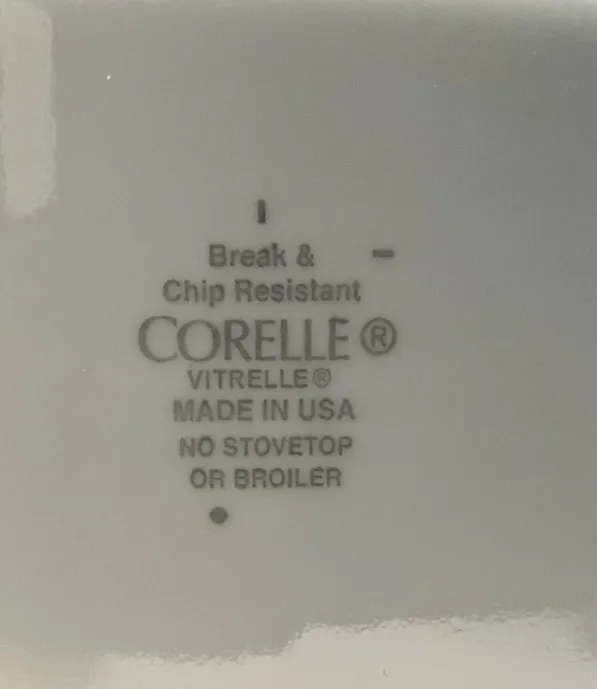 Break &
Chip Resistant
CORELLE®
VITRELLE®
MADE IN USA
NO STOVETOP
OR BROILER